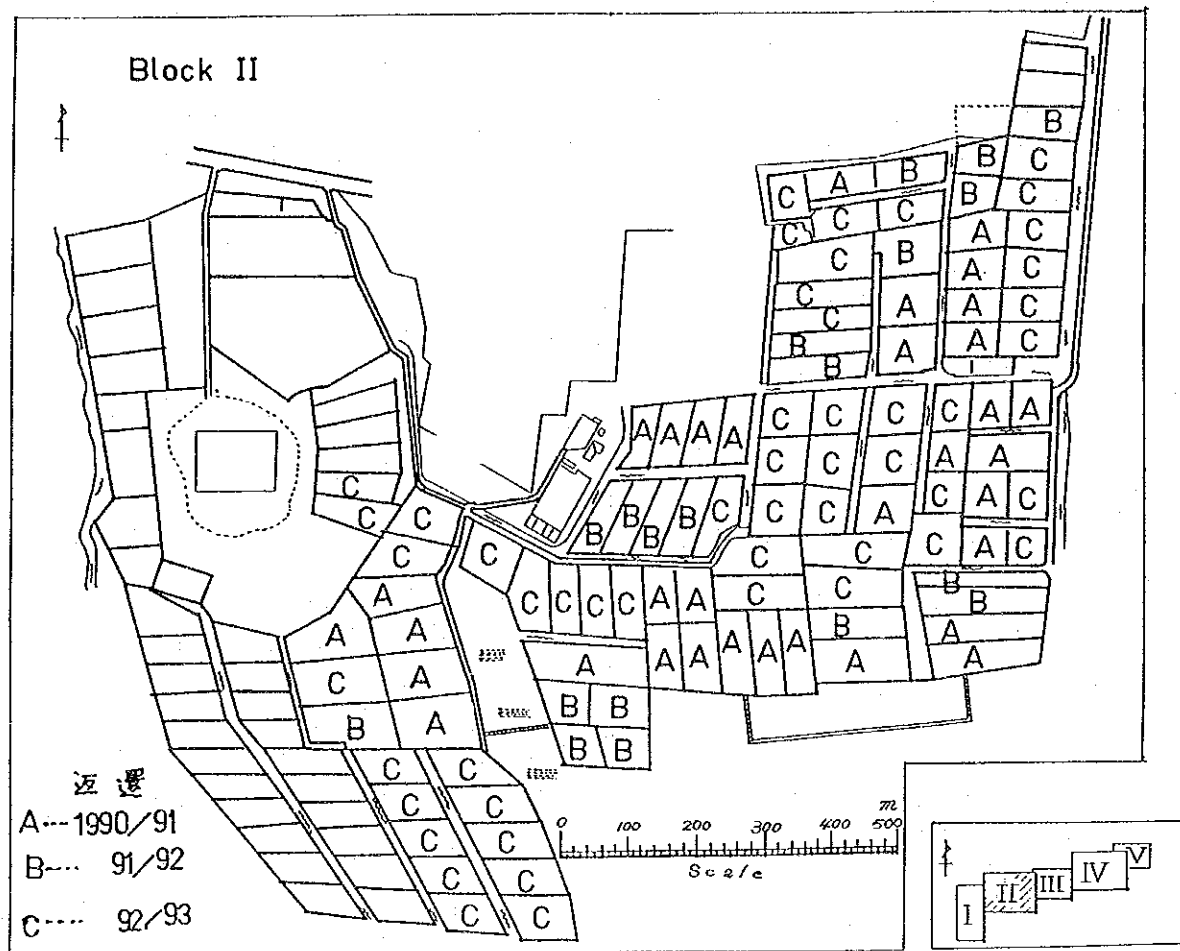 Block II
C A B B B
C C C B C
C B A C
C A C
C A A C
C A A C
B
B
A A A A C C C C A A
C C C A A
B B B B C C C A C A C
C C C C C A C
C C C C C A A C C B
B
A C A
A A A C A A A A A B A
C A A
B A B B
B B
C C
C C
C C
C C
C C
返還
A・・・1990/91
B・・・・ 91/92
C・・・・ 92/93
0 100 200 300 400 500 m
Scale
I II III IV V